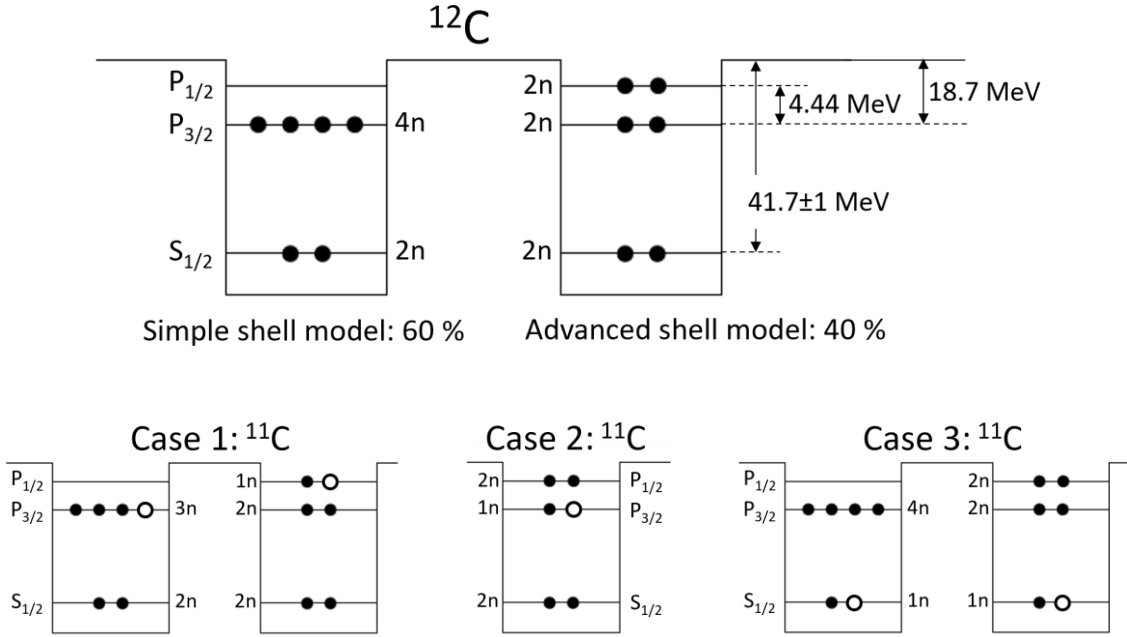 ¹²C
P₁/₂
P₃/₂ 4n
S₁/₂ 2n
2n
2n
2n
4.44 MeV
18.7 MeV
41.7±1 MeV
Simple shell model: 60 %
Advanced shell model: 40 %
Case 1: ¹¹C
P₁/₂
P₃/₂ 3n
S₁/₂ 2n
1n
2n
2n
Case 2: ¹¹C
2n P₁/₂
1n P₃/₂
2n S₁/₂
Case 3: ¹¹C
P₁/₂
P₃/₂ 4n
S₁/₂ 1n
2n
2n
1n